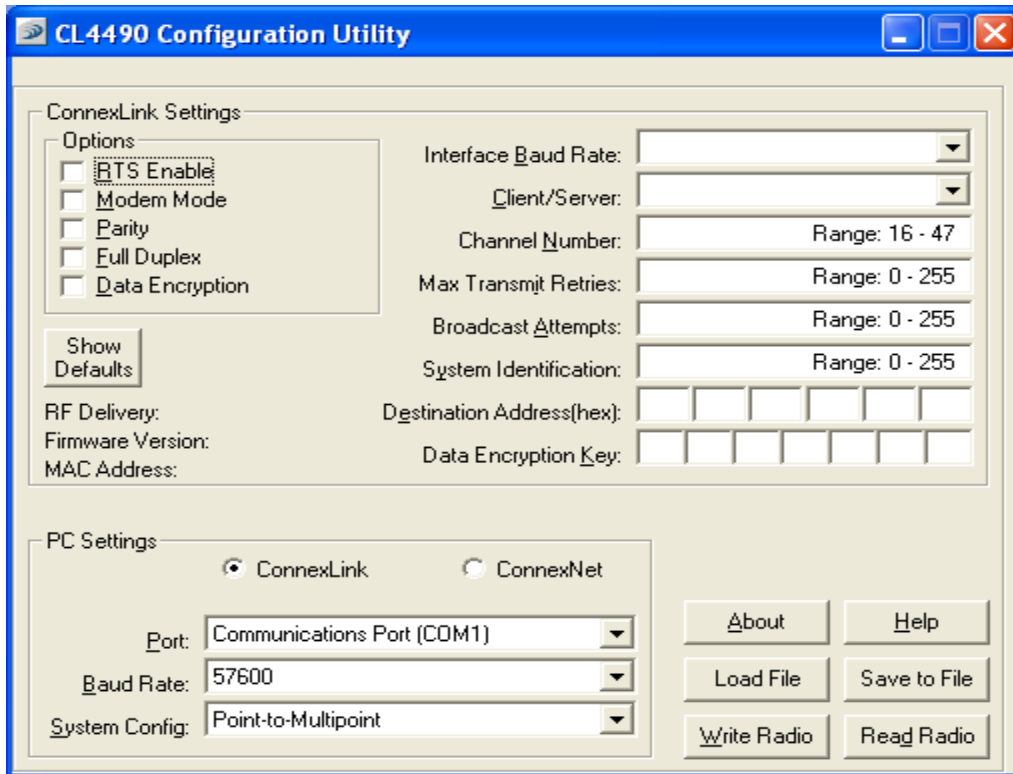 CL4490 Configuration Utility
ConnexLink Settings
Options
RTS Enable
Modem Mode
Parity
Full Duplex
Data Encryption
Show
Defaults
RF Delivery:
Firmware Version:
MAC Address:
Interface Baud Rate:
Client/Server:
Channel Number: Range: 16 - 47
Max Transmit Retries: Range: 0 - 255
Broadcast Attempts: Range: 0 - 255
System Identification: Range: 0 - 255
Destination Address(hex):
Data Encryption Key:
PC Settings
ConnexLink ConnexNet
Port: Communications Port (COM1)
Baud Rate: 57600
System Config: Point-to-Multipoint
About Help
Load File Save to File
Write Radio Read Radio